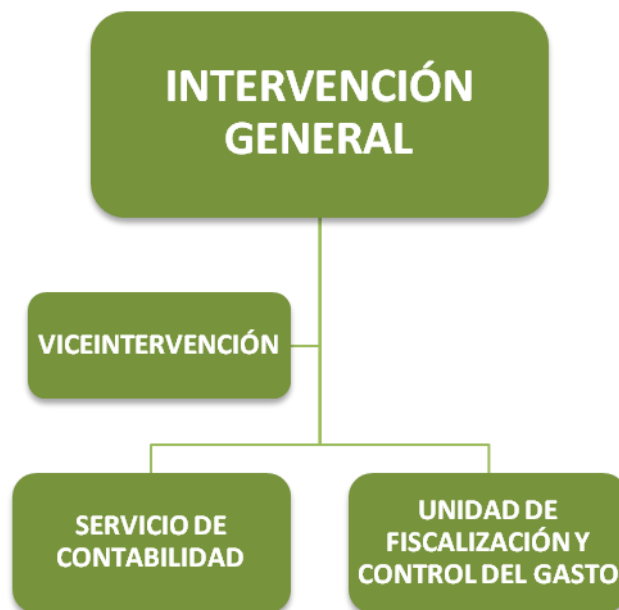 INTERVENCIÓN
GENERAL
VICEINTERVENCIÓN
SERVICIO DE
CONTABILIDAD
UNIDAD DE
FISCALIZACIÓN Y
CONTROL DEL GASTO